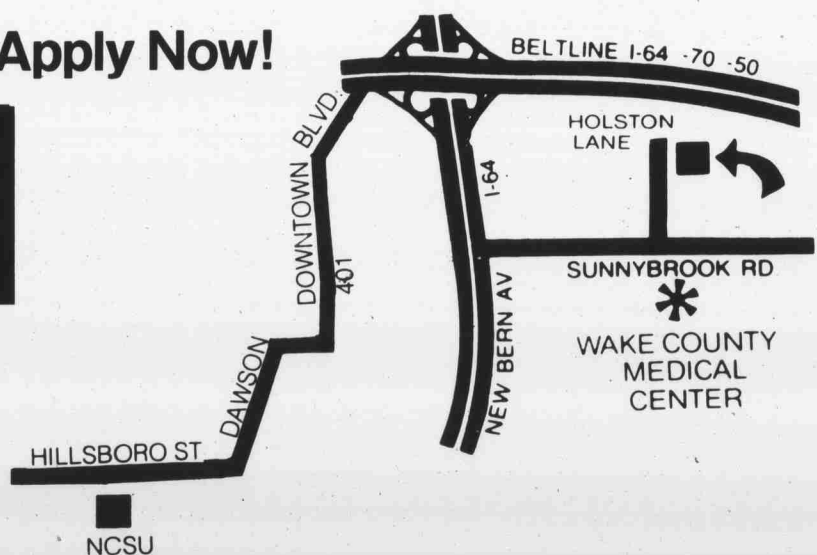 Apply Now!
BELTLINE I-64 -70 -50
DOWNTOWN BLVD.
401
HOLSTON
LANE
I-64
SUNNYBROOK RD
NEW BERN AV
WAKE COUNTY
MEDICAL
CENTER
DAWSON
HILLSBORO ST
NCSU